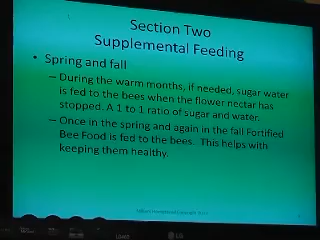 Section Two
Supplemental Feeding
• Spring and fall
– During the warm months, if needed, sugar water
is fed to the bees when the flower nectar has
stopped. A 1 to 1 ratio of sugar and water.
– Once in the spring and again in the fall Fortified
Bee Food is fed to the bees. This helps with
keeping them healthy.
LG